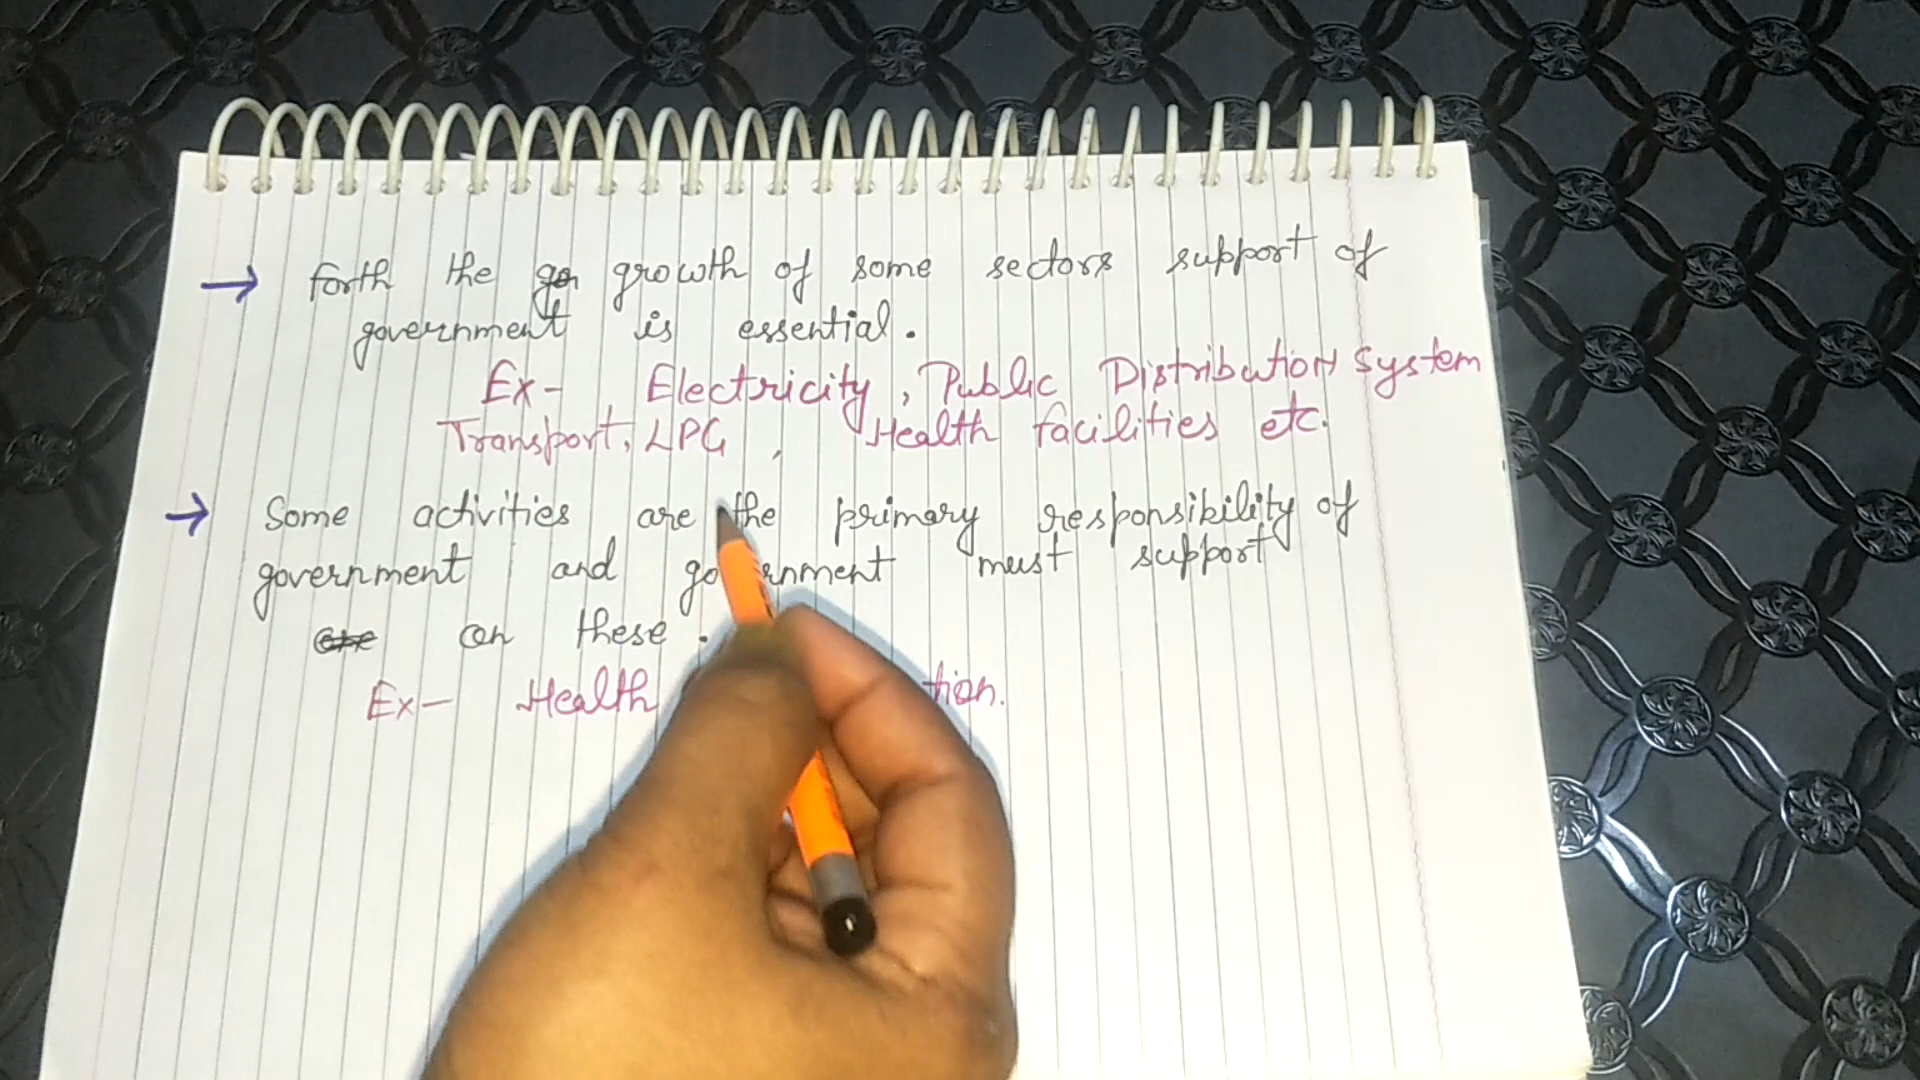 → forth the growth of some sectors support of
government is essential.
Ex- Electricity, Public Distribution System
Transport, LPG, Health facilities etc.
→ Some activities are the primary responsibility of
government and government must support
on these.
Ex- Health tion.